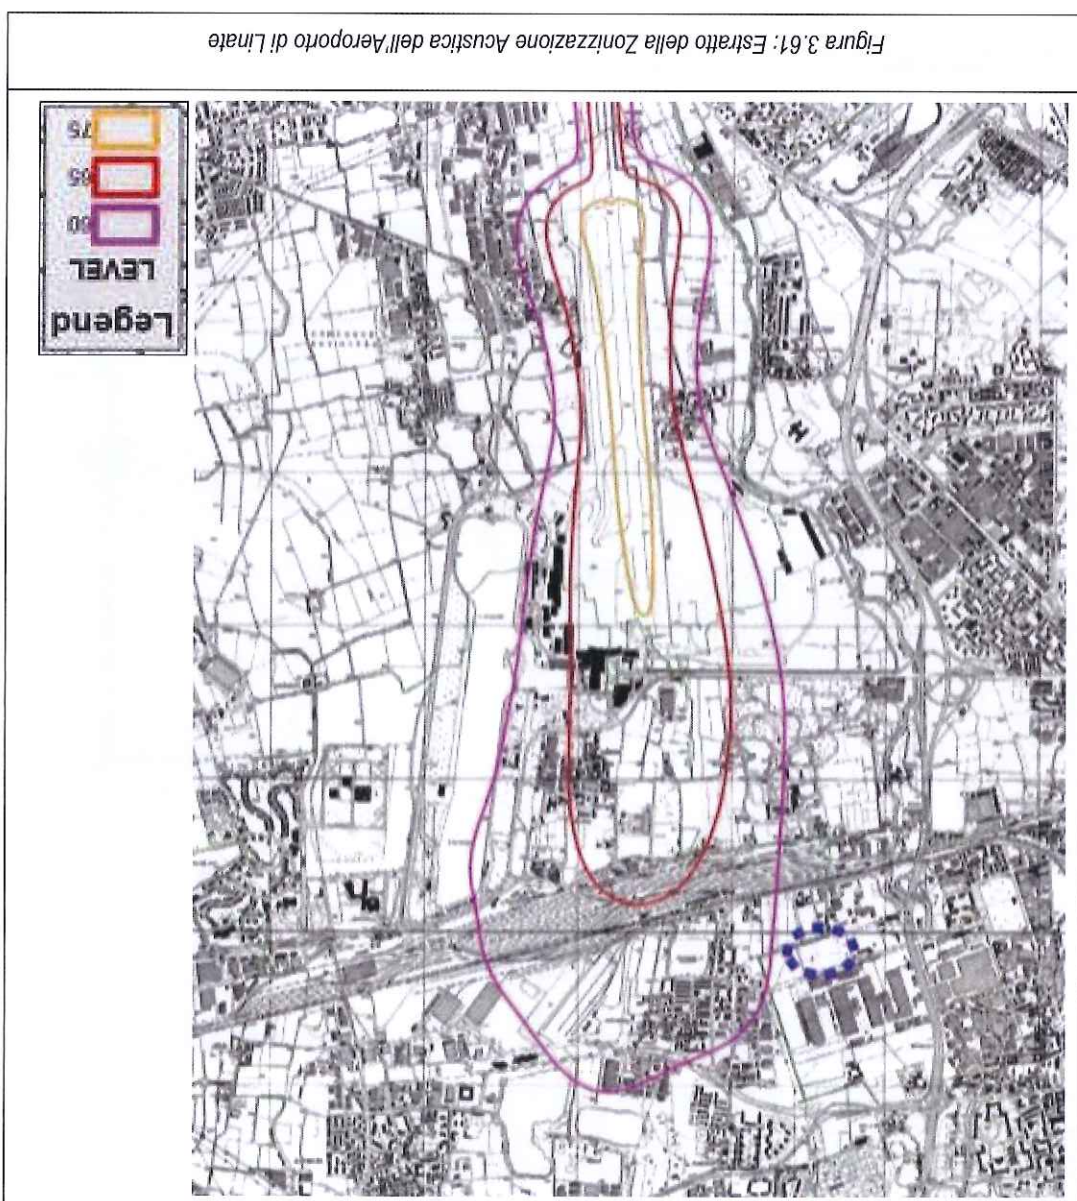 Legend
LEVEL
60
65
75
Figura 3.61: Estratto della Zonizzazione Acustica dell'Aeroporto di Linate